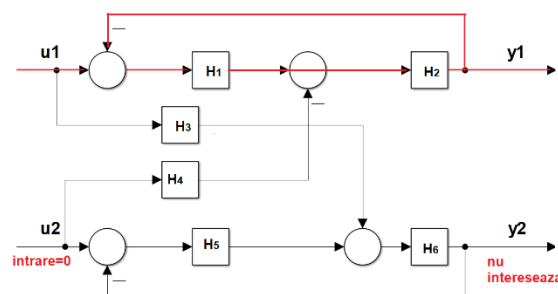 u1
y1
H1
H2
H3
H4
u2
y2
intrare=0
H5
H6
nu
intereseaza